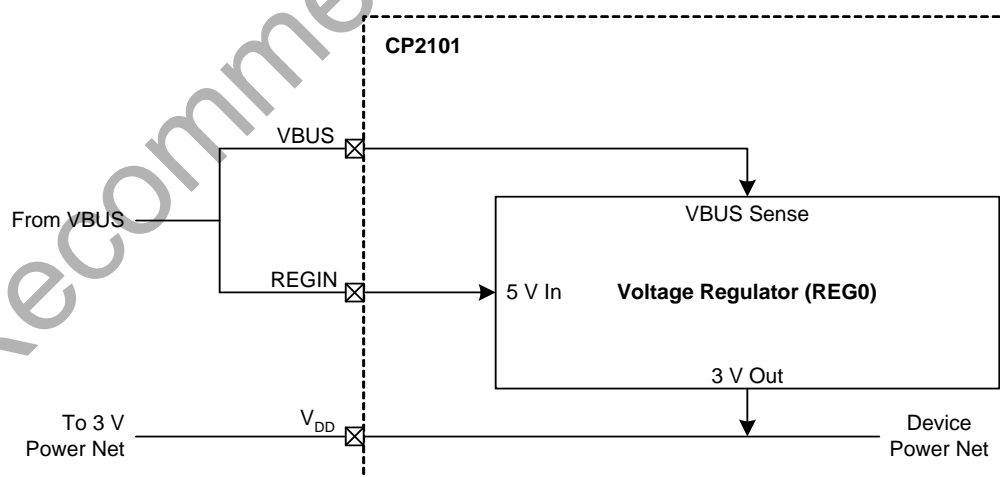 CP2101
VBUS
From VBUS
VBUS Sense
REGIN
5 V In
Voltage Regulator (REG0)
3 V Out
To 3 V
Power Net
VDD
Device
Power Net